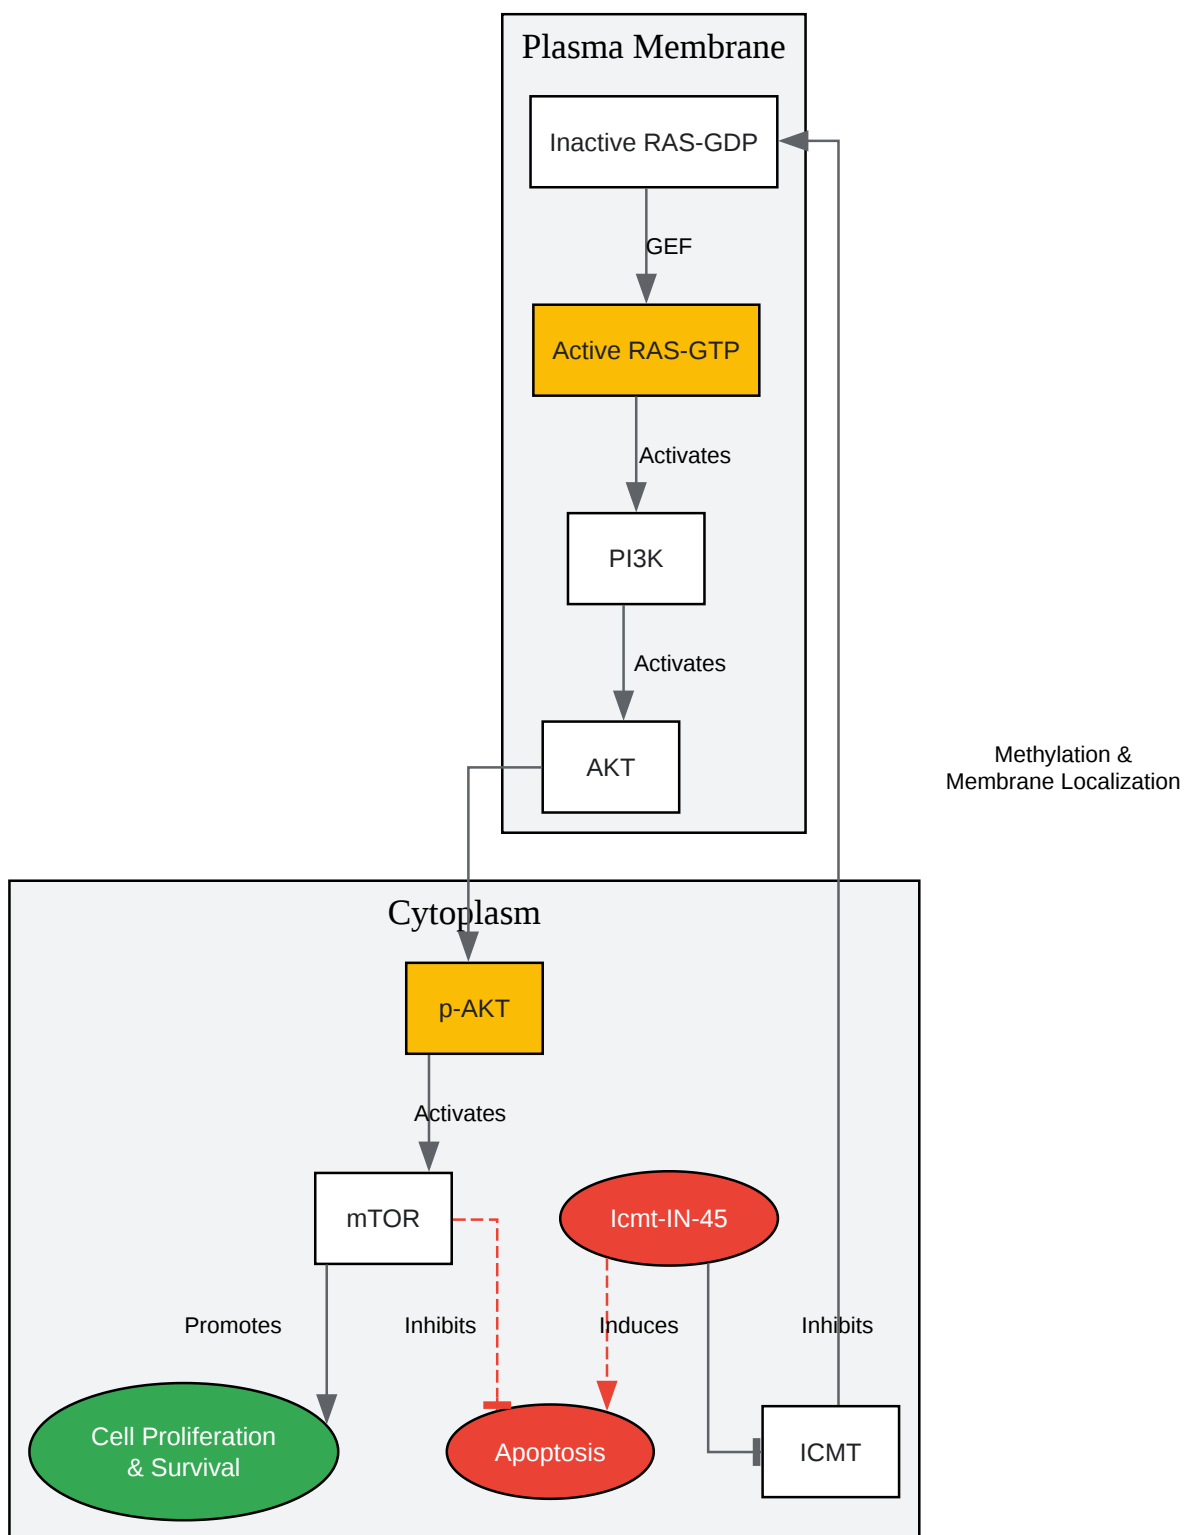 Plasma Membrane
Inactive RAS-GDP
GEF
Active RAS-GTP
Activates
PI3K
Activates
AKT
Methylation &
Membrane Localization
Cytoplasm
p-AKT
Activates
mTOR
Icmt-IN-45
Promotes
Inhibits
Induces
Inhibits
Cell Proliferation
& Survival
Apoptosis
ICMT